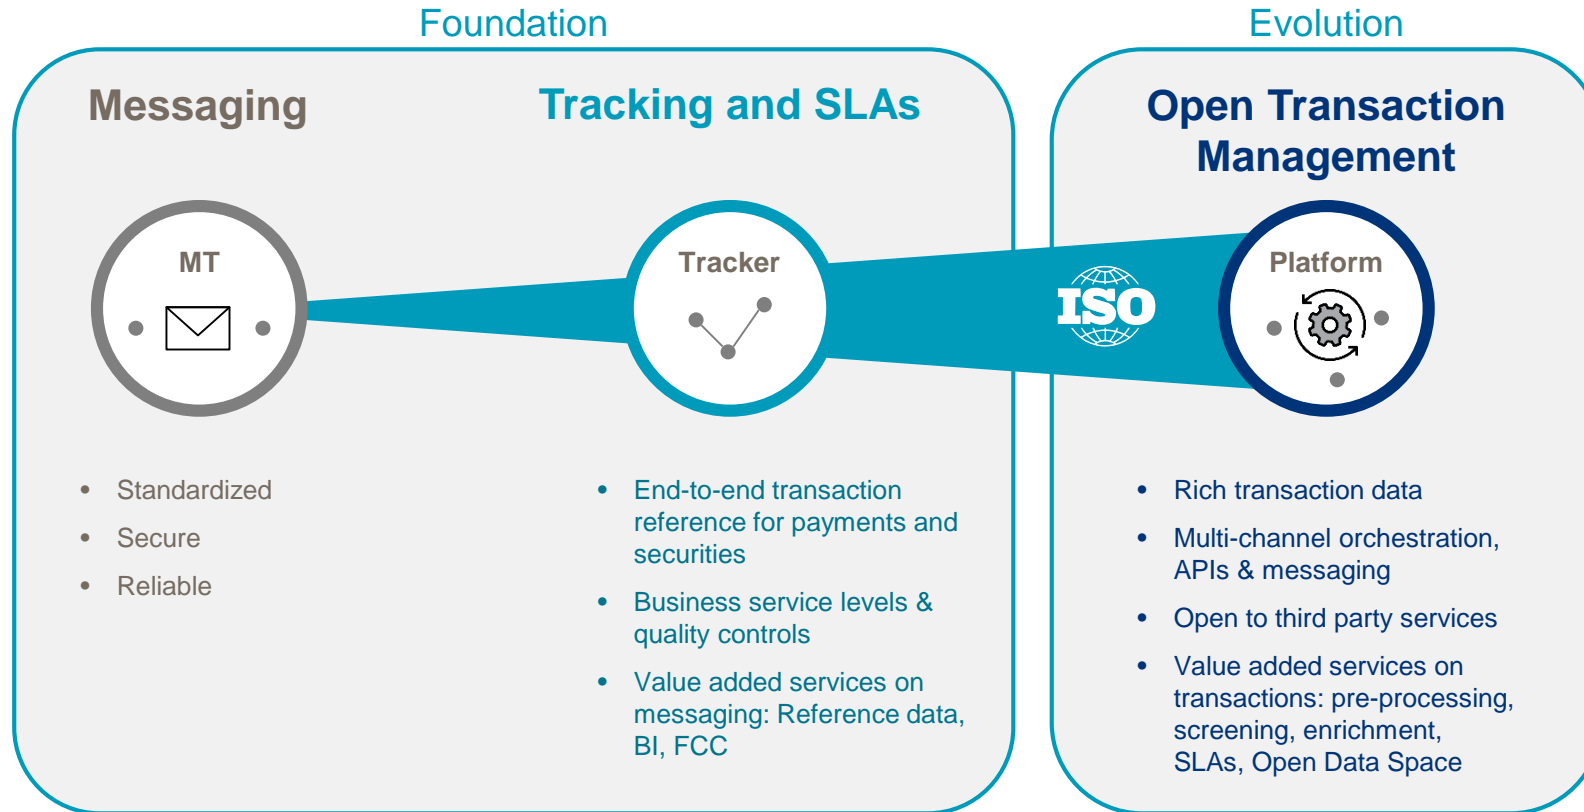 Foundation
Evolution
Messaging
Tracking and SLAs
Open Transaction
Management
MT
Tracker
ISO
Platform
• Standardized
• Secure
• Reliable
• End-to-end transaction
reference for payments and
securities
• Business service levels &
quality controls
• Value added services on
messaging: Reference data,
BI, FCC
• Rich transaction data
• Multi-channel orchestration,
APIs & messaging
• Open to third party services
• Value added services on
transactions: pre-processing,
screening, enrichment,
SLAs, Open Data Space